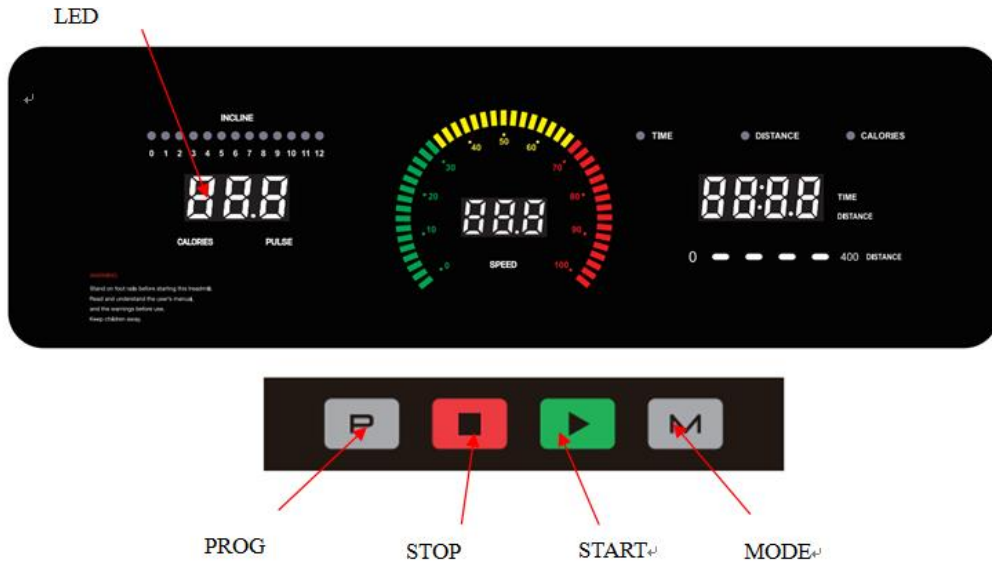 LED
INCLINE
0 1 2 3 4 5 6 7 8 9 10 11 12
88.8
CALORIES PULSE
WARNING
Stand on foot rails before starting this treadmill.
Read and understand the user's manual,
and the warnings before use.
Keep children away.
0
10
20
30
40
50
60
70
80
90
100
88.8
SPEED
TIME DISTANCE CALORIES
88:8.8
TIME
DISTANCE
0 400 DISTANCE
P M
PROG STOP START MODE